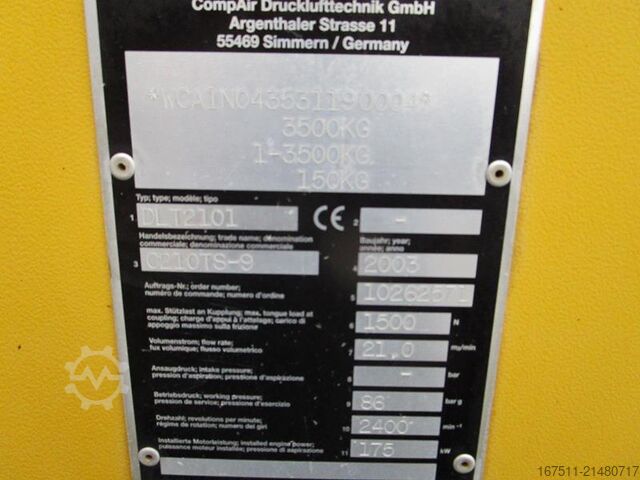 CompAir Drucklufttechnik GmbH
Argenthaler Strasse 11
55469 Simmern / Germany
3500KG
1-3500KG
150KG
Typ; type; modèle; tipo
1 DLT2101 CE 2 -
Handelsbezeichnung; trade name; dénomination
commerciale; denominazione commerciale
3 C210TS-9
Baujahr; year;
année; anno
4 2003
Auftrags-Nr.; order number;
numéro de commande; numero d'ordine
5 10262571
max. Stützlast an Kupplung; max. tongue load at
coupling; charge d'appui à l'attelage; carico di
appoggio massimo sulla frizione
6 1500 N
Volumenstrom; flow rate;
flux volumique; flusso volumetrico
7 21,0 m³/min
Ansaugdruck; intake pressure;
pression d'aspiration; pressione d'aspirazione
8 - bar
Betriebsdruck; working pressure;
pression de service; pressione d'esercizio
9 86 bar g
Drehzahl; revolutions per minute;
régime de rotation; numero dei giri
10 2400 min⁻¹
Installierte Motorleistung; installed engine power;
puissance moteur installée;
11 175 kW
167511-21480717